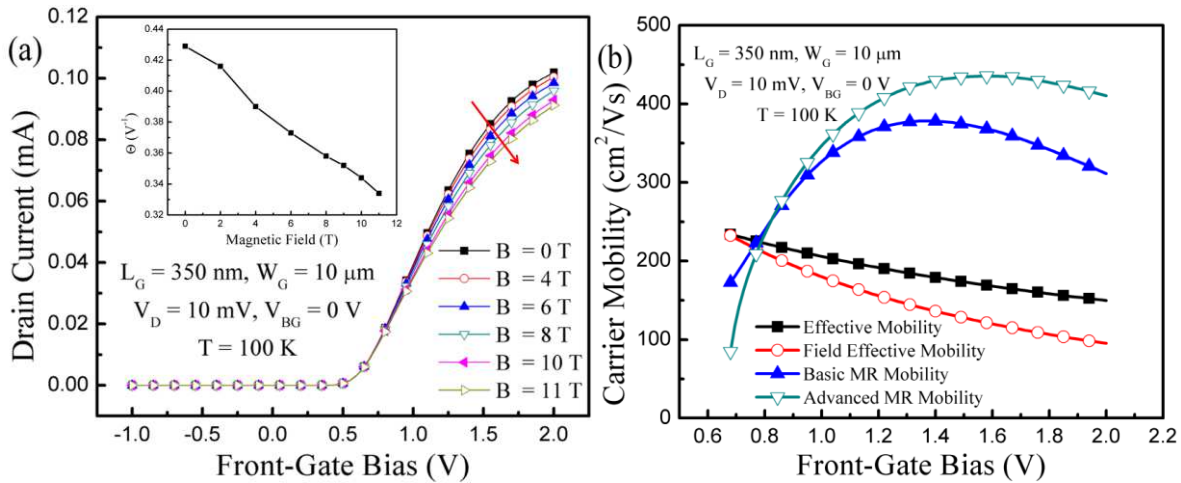 (a)
0.12
0.10
0.08
0.06
0.04
0.02
0.00
Drain Current (mA)
-1.0 -0.5 0.0 0.5 1.0 1.5 2.0
Front-Gate Bias (V)
0.44
0.42
0.40
0.38
0.36
0.34
0.32
Θ (V⁻¹)
0 2 4 6 8 10 12
Magnetic Field (T)
L_G = 350 nm, W_G = 10 μm
V_D = 10 mV, V_BG = 0 V
T = 100 K
B = 0 T
B = 4 T
B = 6 T
B = 8 T
B = 10 T
B = 11 T
(b)
500
400
300
200
100
0
Carrier Mobility (cm²/Vs)
0.6 0.8 1.0 1.2 1.4 1.6 1.8 2.0 2.2
Front-Gate Bias (V)
L_G = 350 nm, W_G = 10 μm
V_D = 10 mV, V_BG = 0 V
T = 100 K
Effective Mobility
Field Effective Mobility
Basic MR Mobility
Advanced MR Mobility